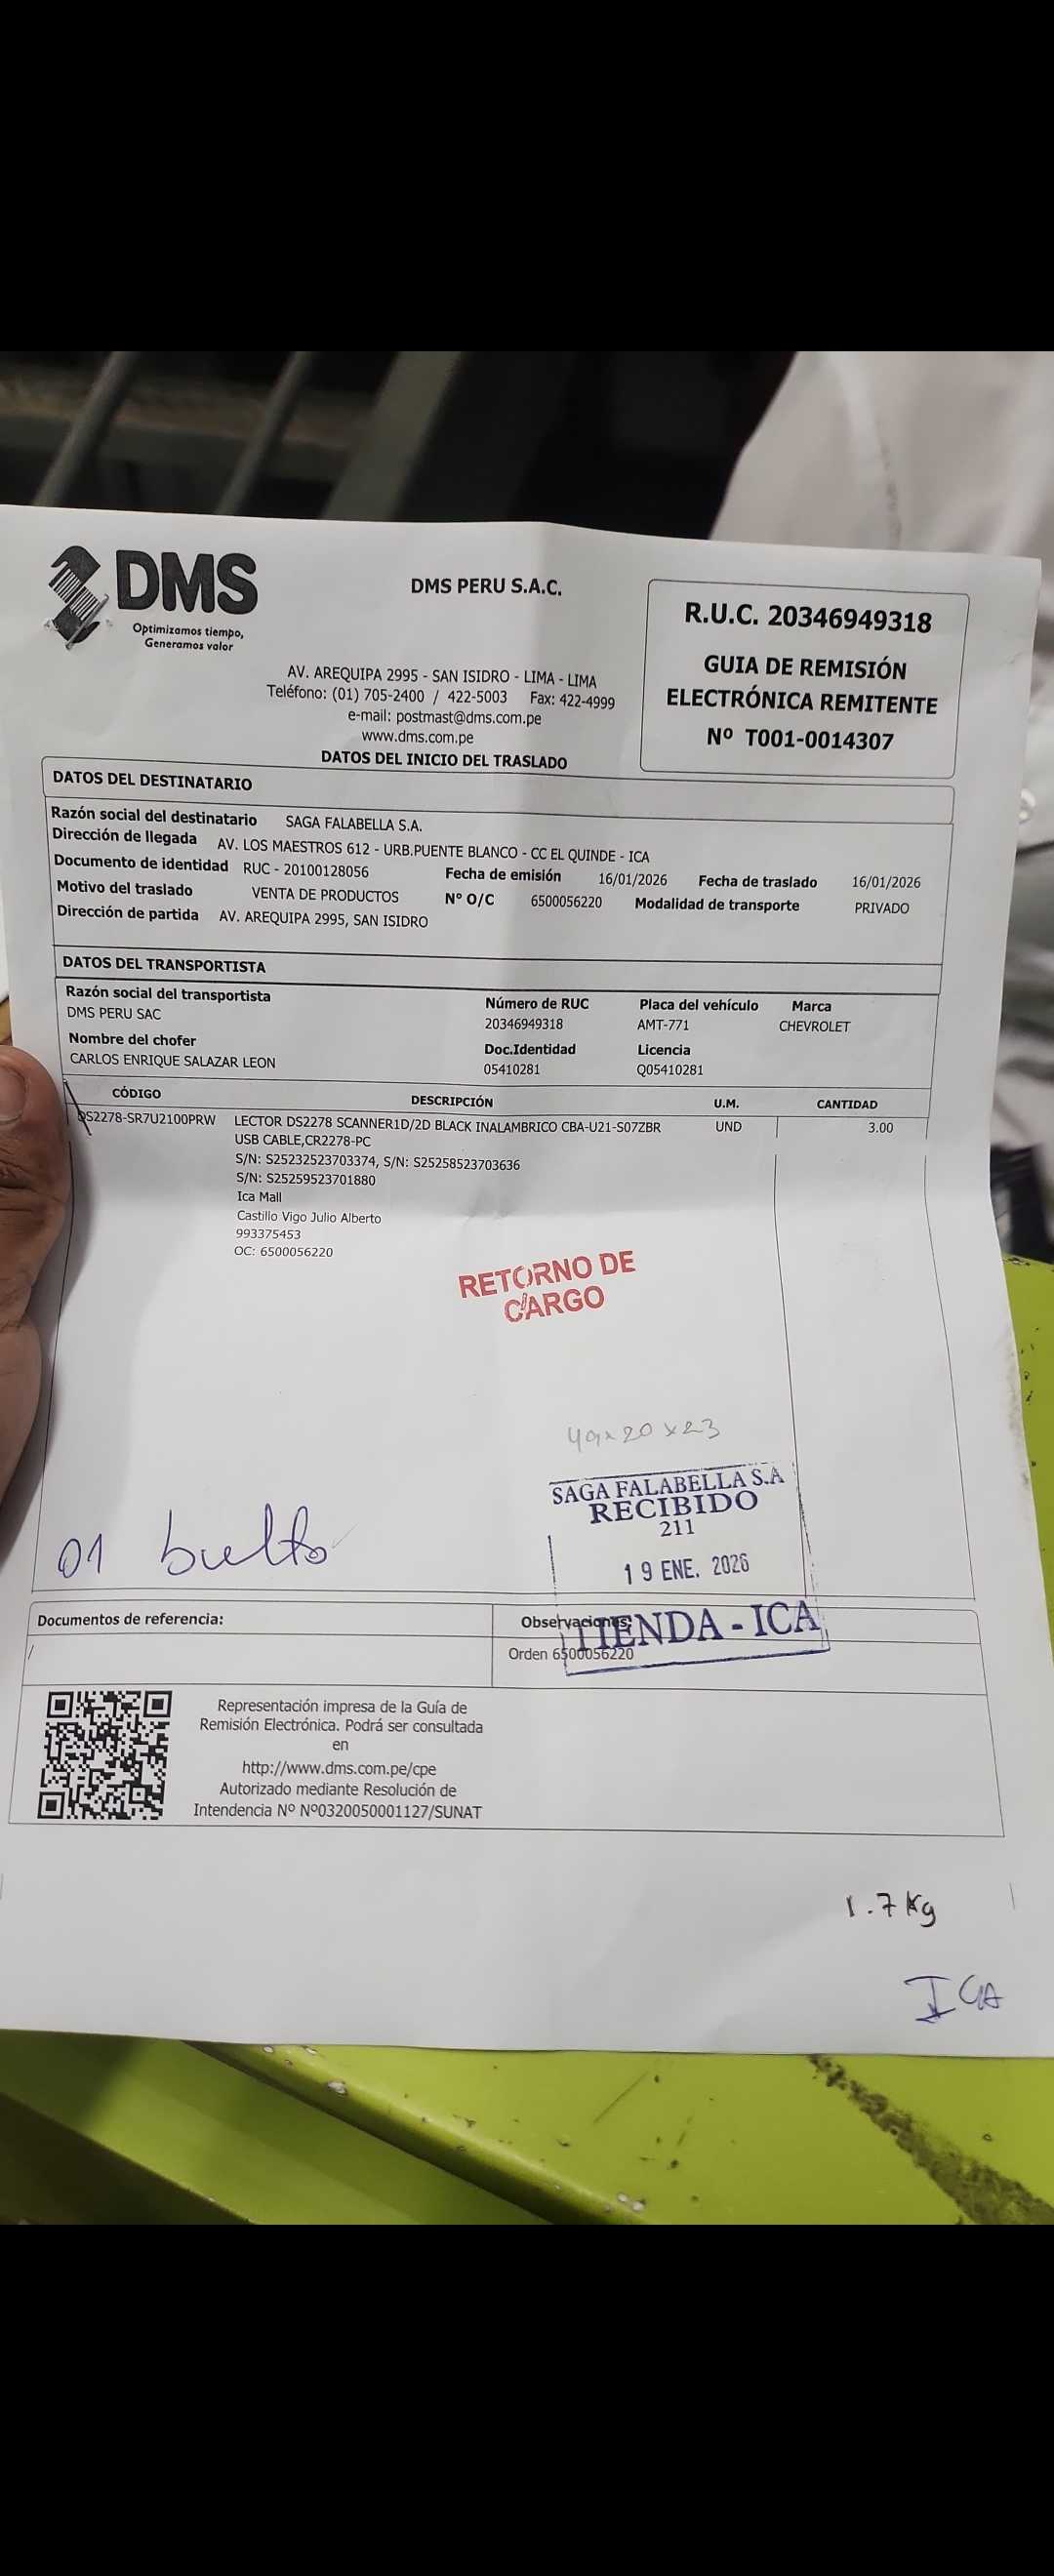 DMS
Optimizamos tiempo,
Generamos valor
DMS PERU S.A.C.
AV. AREQUIPA 2995 - SAN ISIDRO - LIMA - LIMA
Teléfono: (01) 705-2400 / 422-5003 Fax: 422-4999
e-mail: postmast@dms.com.pe
www.dms.com.pe
DATOS DEL INICIO DEL TRASLADO
R.U.C. 20346949318
GUIA DE REMISIÓN
ELECTRÓNICA REMITENTE
Nº T001-0014307
DATOS DEL DESTINATARIO
Razón social del destinatario SAGA FALABELLA S.A.
Dirección de llegada AV. LOS MAESTROS 612 - URB.PUENTE BLANCO - CC EL QUINDE - ICA
Documento de identidad RUC - 20100128056 Fecha de emisión 16/01/2026 Fecha de traslado 16/01/2026
Motivo del traslado VENTA DE PRODUCTOS N° O/C 6500056220 Modalidad de transporte PRIVADO
Dirección de partida AV. AREQUIPA 2995, SAN ISIDRO
DATOS DEL TRANSPORTISTA
Razón social del transportista Número de RUC Placa del vehículo Marca
DMS PERU SAC 20346949318 AMT-771 CHEVROLET
Nombre del chofer Doc.Identidad Licencia
CARLOS ENRIQUE SALAZAR LEON 05410281 Q05410281
CÓDIGO DESCRIPCIÓN U.M. CANTIDAD
DS2278-SR7U2100PRW LECTOR DS2278 SCANNER1D/2D BLACK INALAMBRICO CBA-U21-S07ZBR UND 3.00
USB CABLE,CR2278-PC
S/N: S25232523703374, S/N: S25258523703636
S/N: S25259523701880
Ica Mall
Castillo Vigo Julio Alberto
993375453
OC: 6500056220
RETORNO DE
CARGO
20 x 23
SAGA FALABELLA S.A
RECIBIDO
211
19 ENE. 2026
TIENDA - ICA
01 bulto
Documentos de referencia: Observaciones:
/ Orden 6500056220
Representación impresa de la Guía de
Remisión Electrónica. Podrá ser consultada
en
http://www.dms.com.pe/cpe
Autorizado mediante Resolución de
Intendencia Nº Nº0320050001127/SUNAT
1.7 Kg
ICA